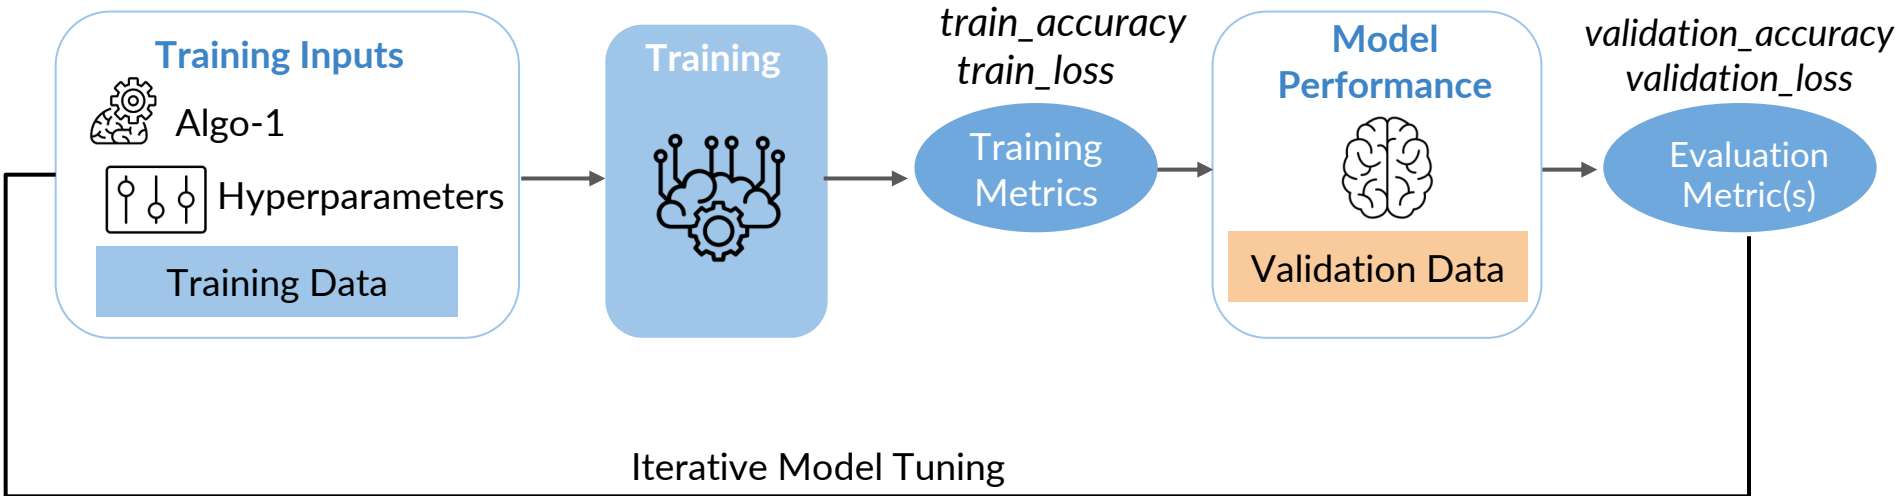 Training Inputs
Algo-1
Hyperparameters
Training Data
Training
train_accuracy
train_loss
Training
Metrics
Model
Performance
Validation Data
validation_accuracy
validation_loss
Evaluation
Metric(s)
Iterative Model Tuning